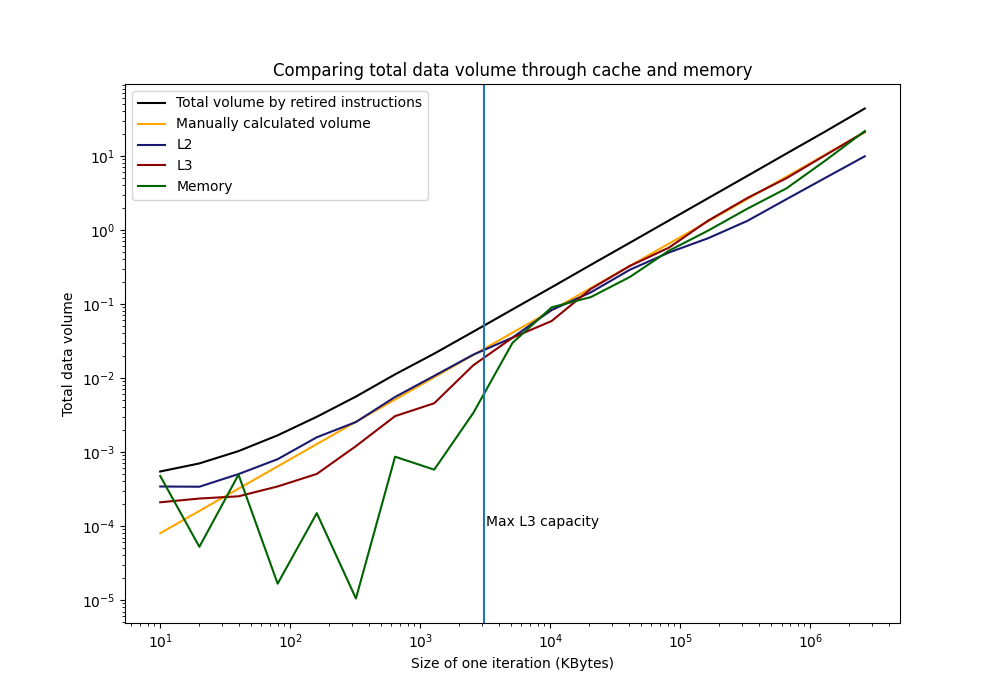 Comparing total data volume through cache and memory
Total volume by retired instructions
Manually calculated volume
L2
L3
Memory
Total data volume
10¹
10⁰
10⁻¹
10⁻²
10⁻³
10⁻⁴
10⁻⁵
Max L3 capacity
10¹ 10² 10³ 10⁴ 10⁵ 10⁶
Size of one iteration (KBytes)